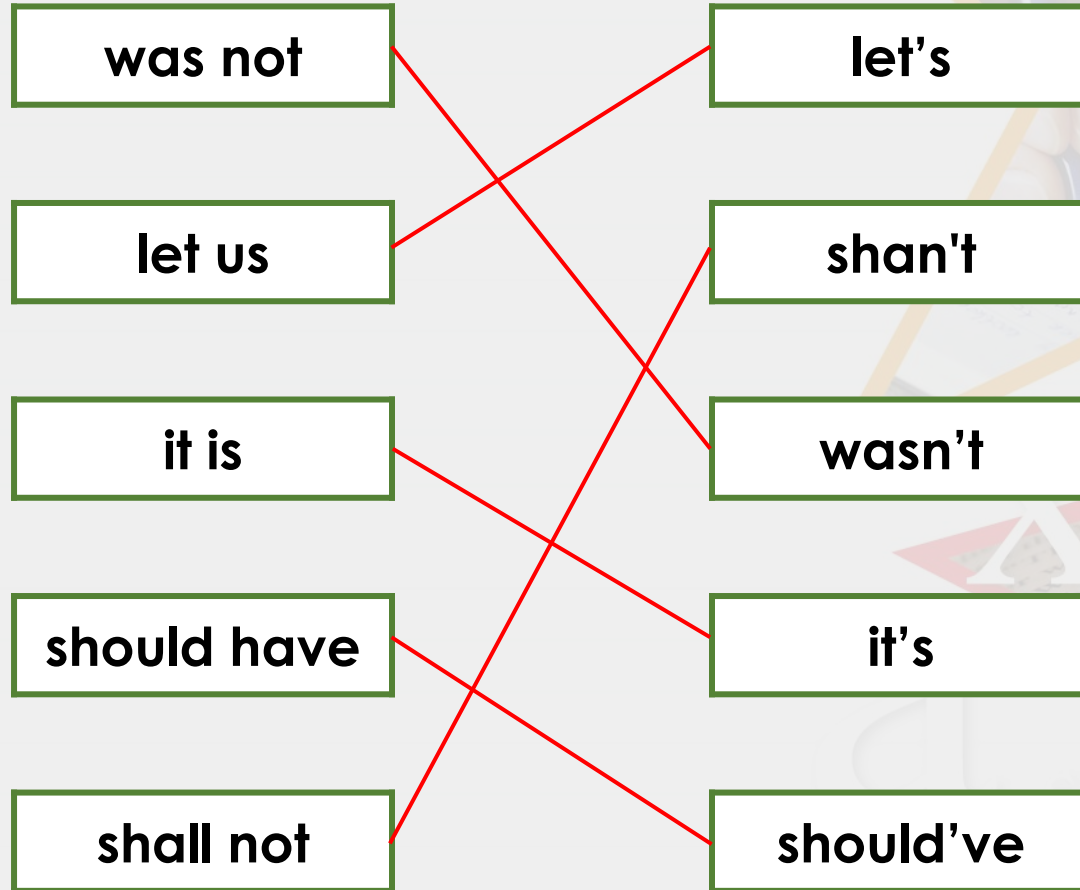 was not
let’s
let us
shan't
it is
wasn’t
should have
it’s
shall not
should’ve